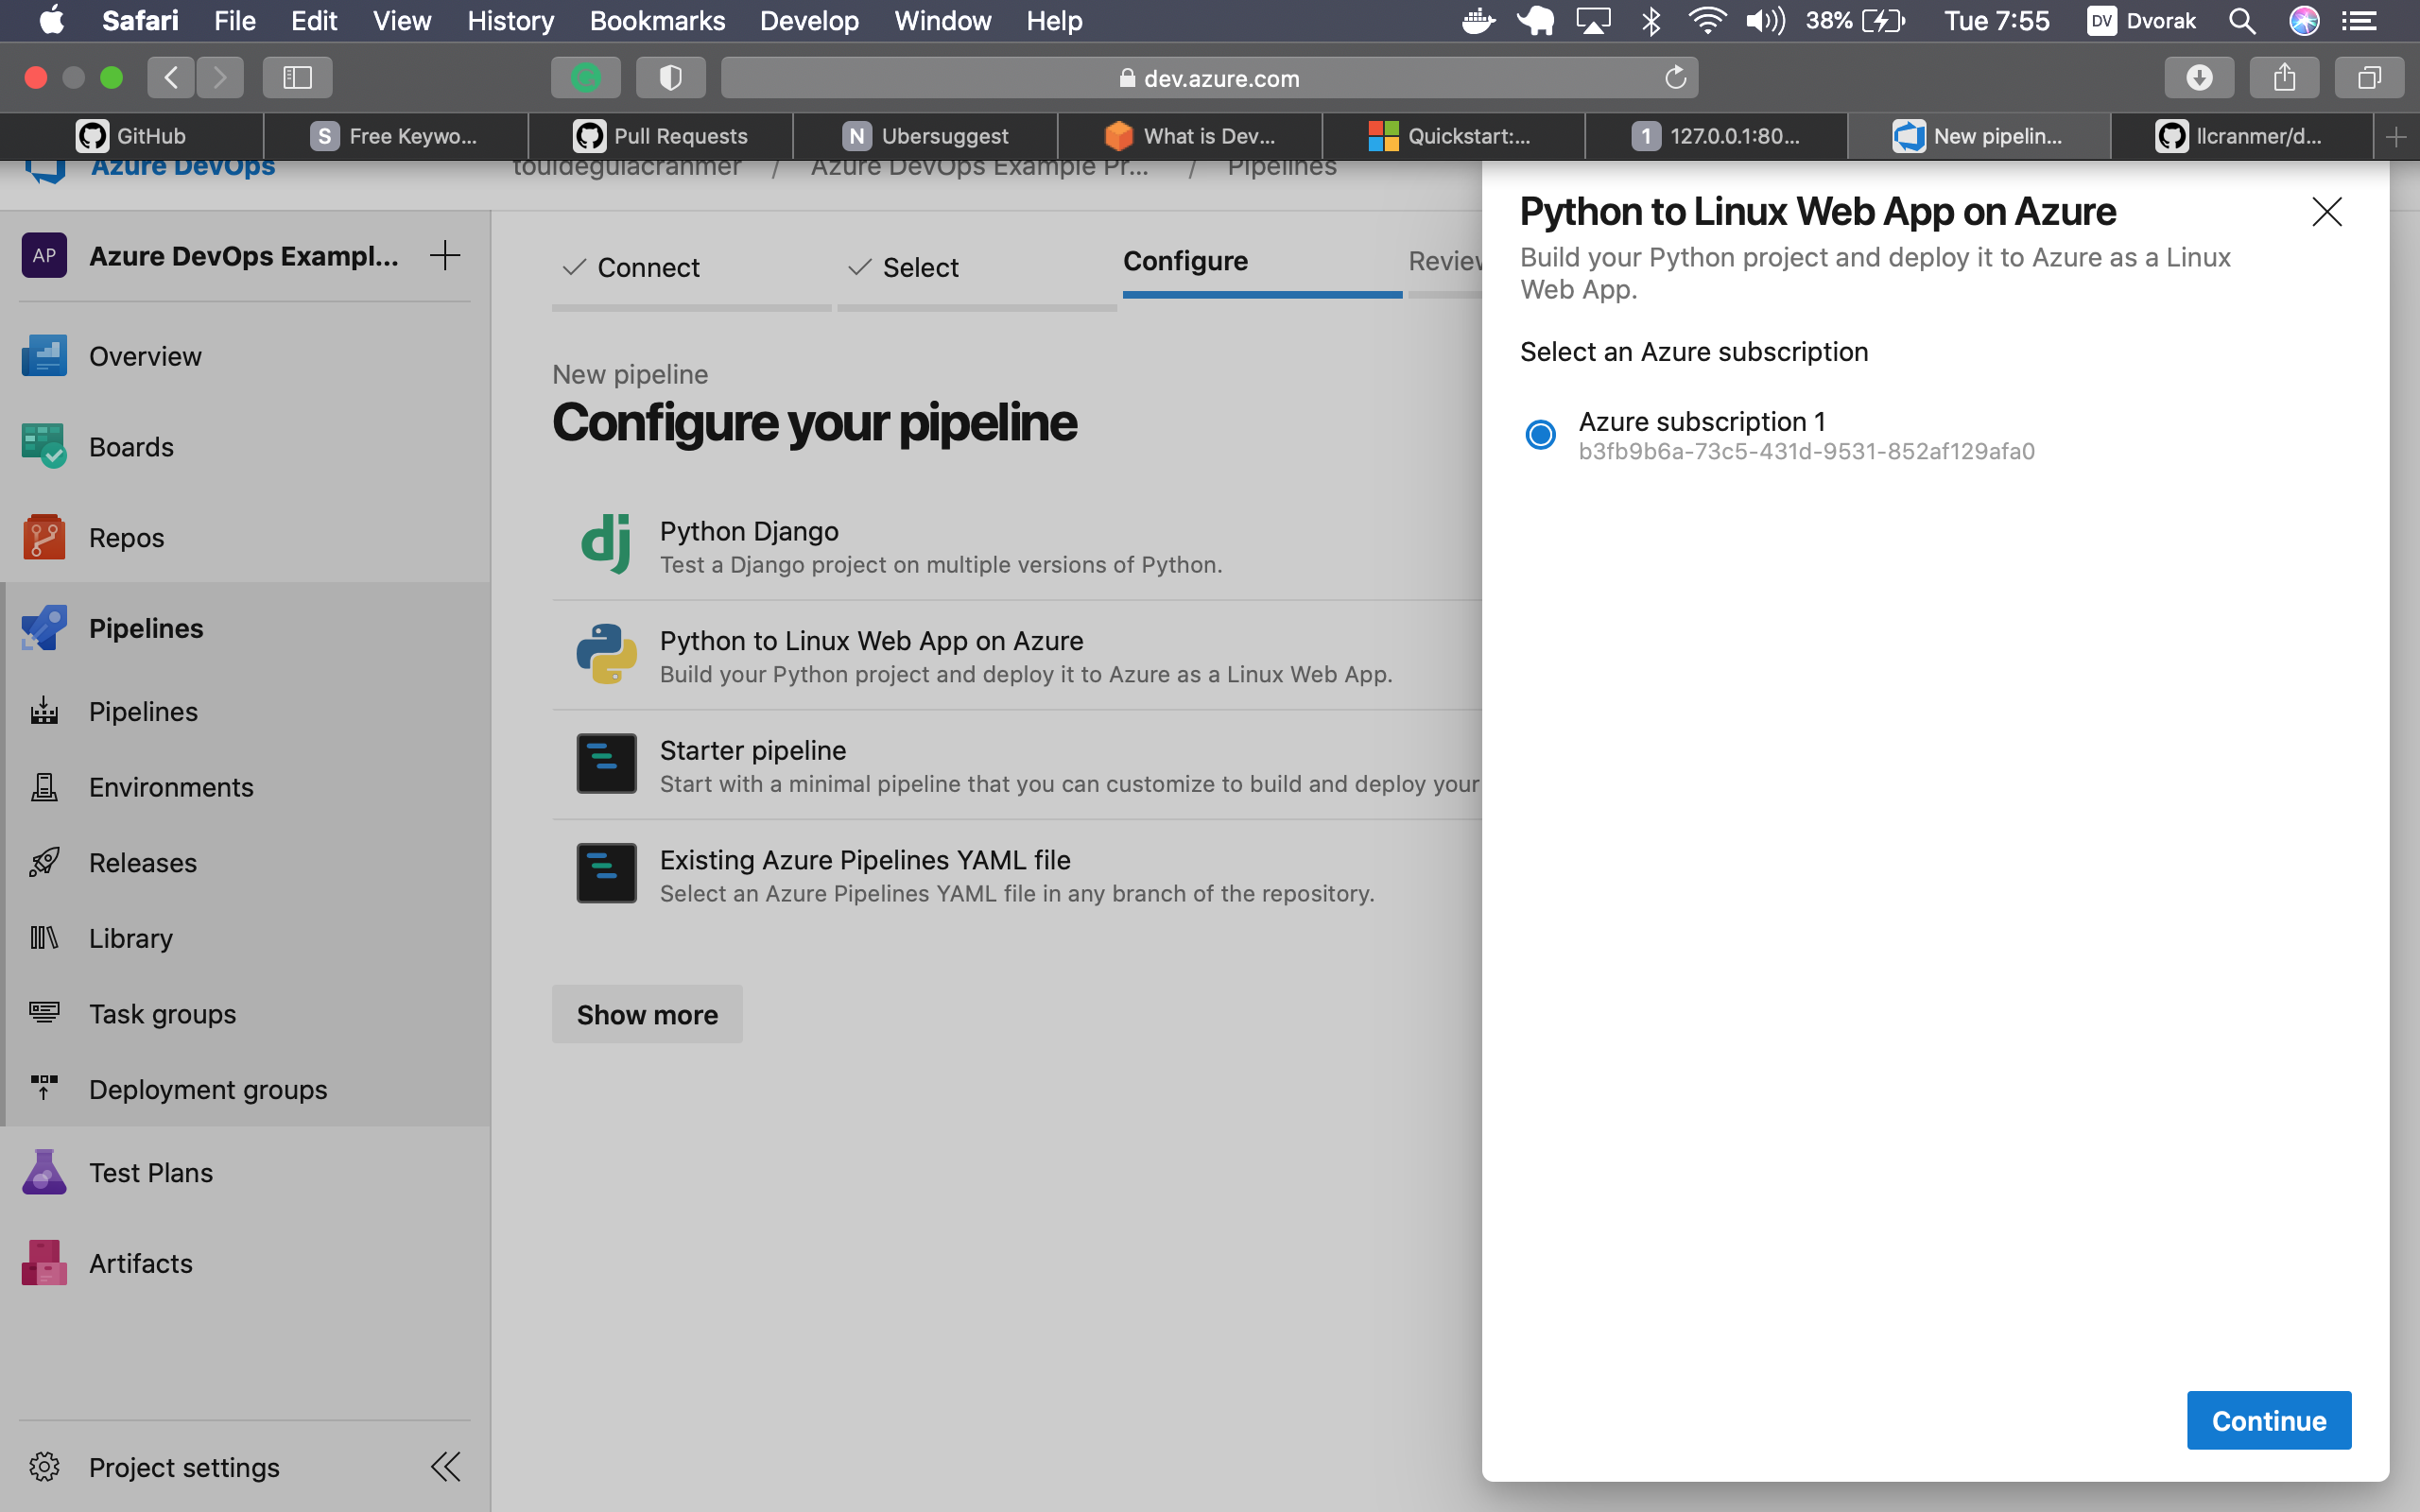 Safari File Edit View History Bookmarks Develop Window Help 38% Tue 7:55 DV Dvorak
dev.azure.com
GitHub S Free Keywo... Pull Requests N Ubersuggest What is Dev... Quickstart:... 1 127.0.0.1:80... New pipelin... llcranmer/d...
Azure DevOps touldegulacranmer / Azure DevOps Example Pr... / Pipelines
AP Azure DevOps Exampl...
Overview
Boards
Repos
Pipelines
Pipelines
Environments
Releases
Library
Task groups
Deployment groups
Test Plans
Artifacts
Project settings
Connect Select Configure Review
New pipeline
Configure your pipeline
Python Django
Test a Django project on multiple versions of Python.
Python to Linux Web App on Azure
Build your Python project and deploy it to Azure as a Linux Web App.
Starter pipeline
Start with a minimal pipeline that you can customize to build and deploy your
Existing Azure Pipelines YAML file
Select an Azure Pipelines YAML file in any branch of the repository.
Show more
Python to Linux Web App on Azure
Build your Python project and deploy it to Azure as a Linux
Web App.
Select an Azure subscription
Azure subscription 1
b3fb9b6a-73c5-431d-9531-852af129afa0
Continue